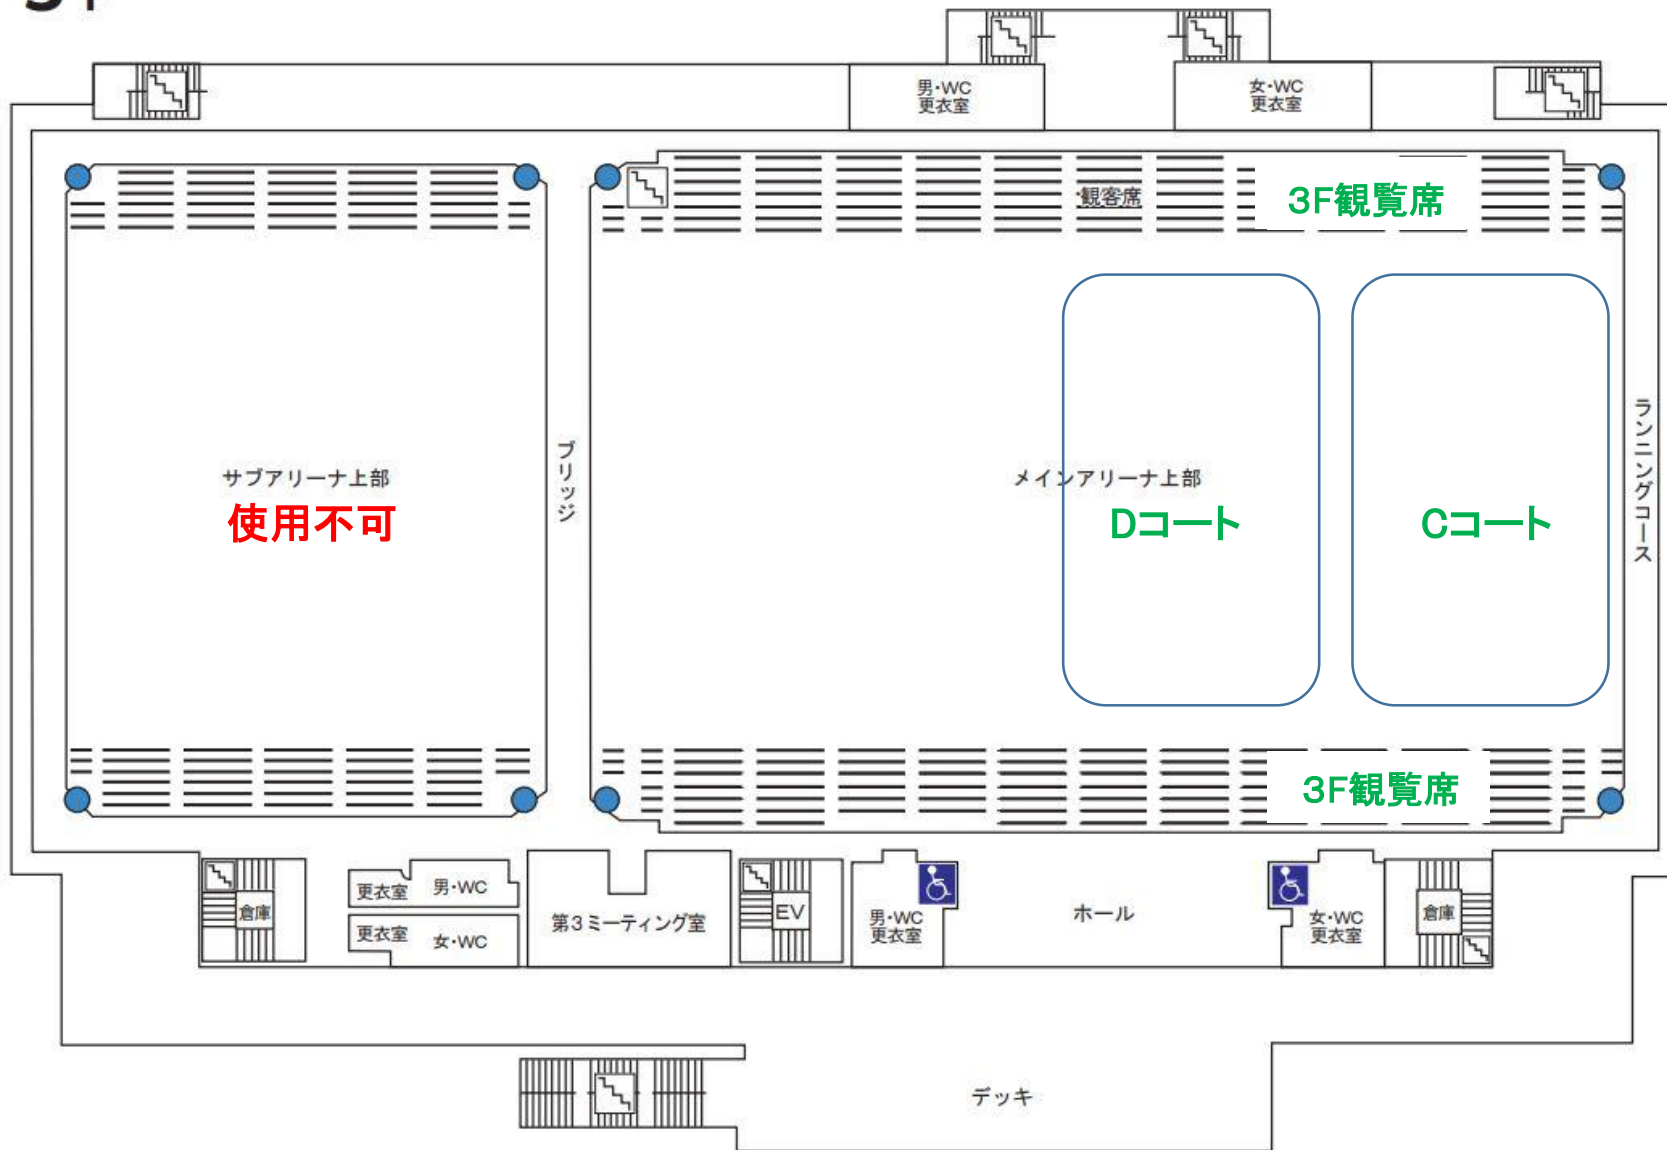 男・WC
更衣室
女・WC
更衣室
観客席
3F観覧席
サブアリーナ上部
使用不可
ブリッジ
メインアリーナ上部
Dコート
Cコート
ランニングコース
3F観覧席
倉庫
更衣室
男・WC
更衣室
女・WC
第3ミーティング室
EV
男・WC
更衣室
ホール
女・WC
更衣室
倉庫
デッキ